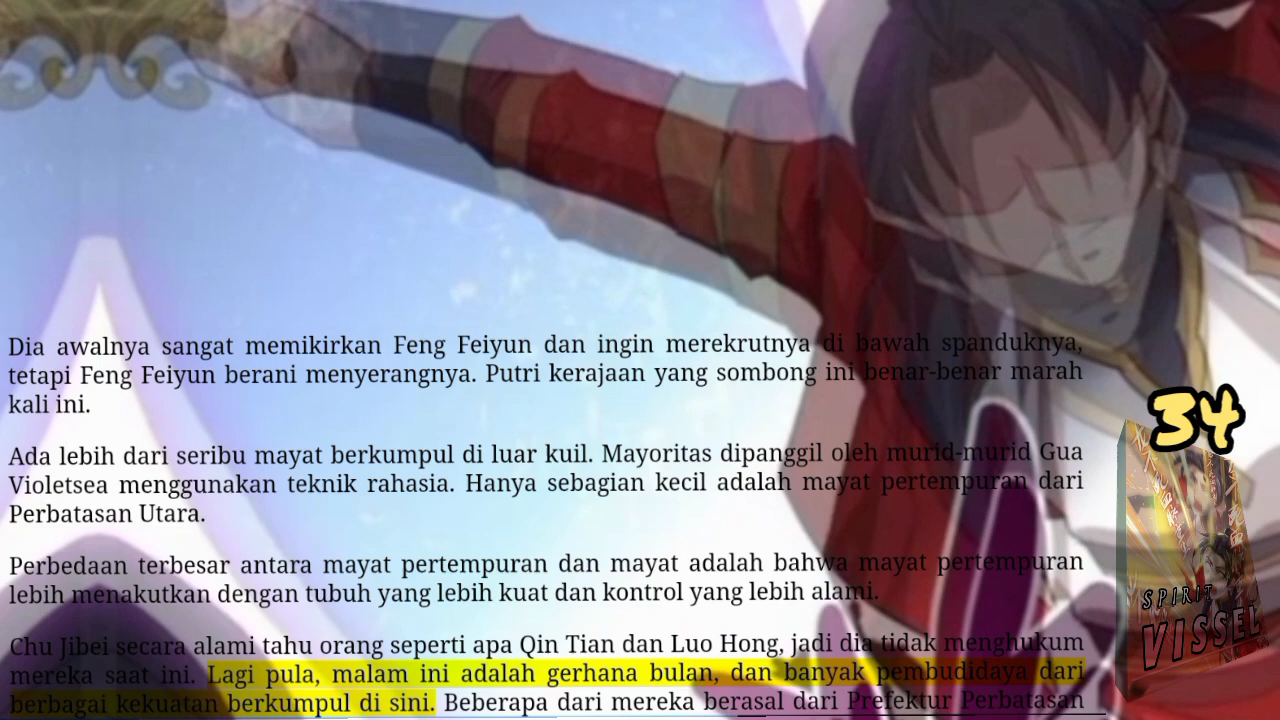 Dia awalnya sangat memikirkan Feng Feiyun dan ingin merekrutnya di bawah spanduknya,
tetapi Feng Feiyun berani menyerangnya. Putri kerajaan yang sombong ini benar-benar marah
kali ini.
Ada lebih dari seribu mayat berkumpul di luar kuil. Mayoritas dipanggil oleh murid-murid Gua
Violetsea menggunakan teknik rahasia. Hanya sebagian kecil adalah mayat pertempuran dari
Perbatasan Utara.
Perbedaan terbesar antara mayat pertempuran dan mayat adalah bahwa mayat pertempuran
lebih menakutkan dengan tubuh yang lebih kuat dan kontrol yang lebih alami.
Chu Jibei secara alami tahu orang seperti apa Qin Tian dan Luo Hong, jadi dia tidak menghukum
mereka saat ini. Lagi pula, malam ini adalah gerhana bulan, dan banyak pembudidaya dari
berbagai kekuatan berkumpul di sini. Beberapa dari mereka berasal dari Prefektur Perbatasan
34
SPIRIT
VISSEL